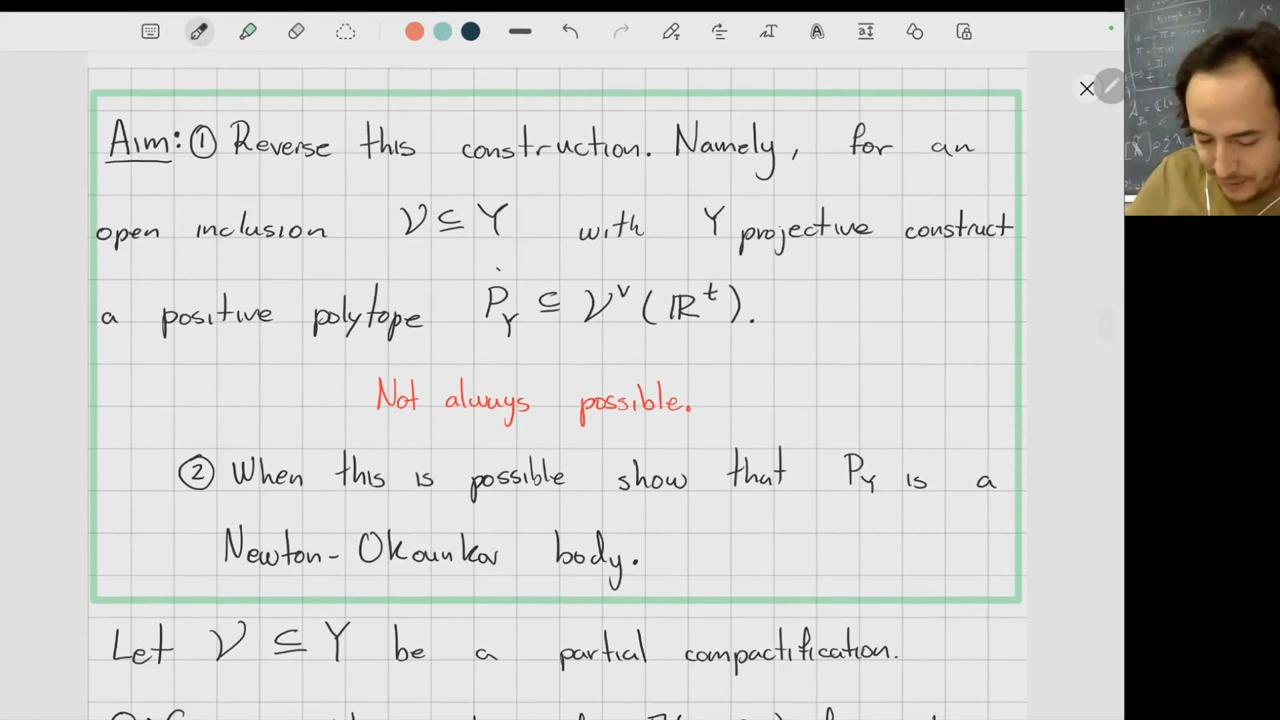 Aim: ① Reverse this construction. Namely, for an
open inclusion 𝒱 ⊆ Y with Y projective construct
a positive polytope P_Y ⊆ 𝒱^∨(ℝ^t).
Not always possible.
② When this is possible show that P_Y is a
Newton-Okounkov body.
Let 𝒱 ⊆ Y be a partial compactification.